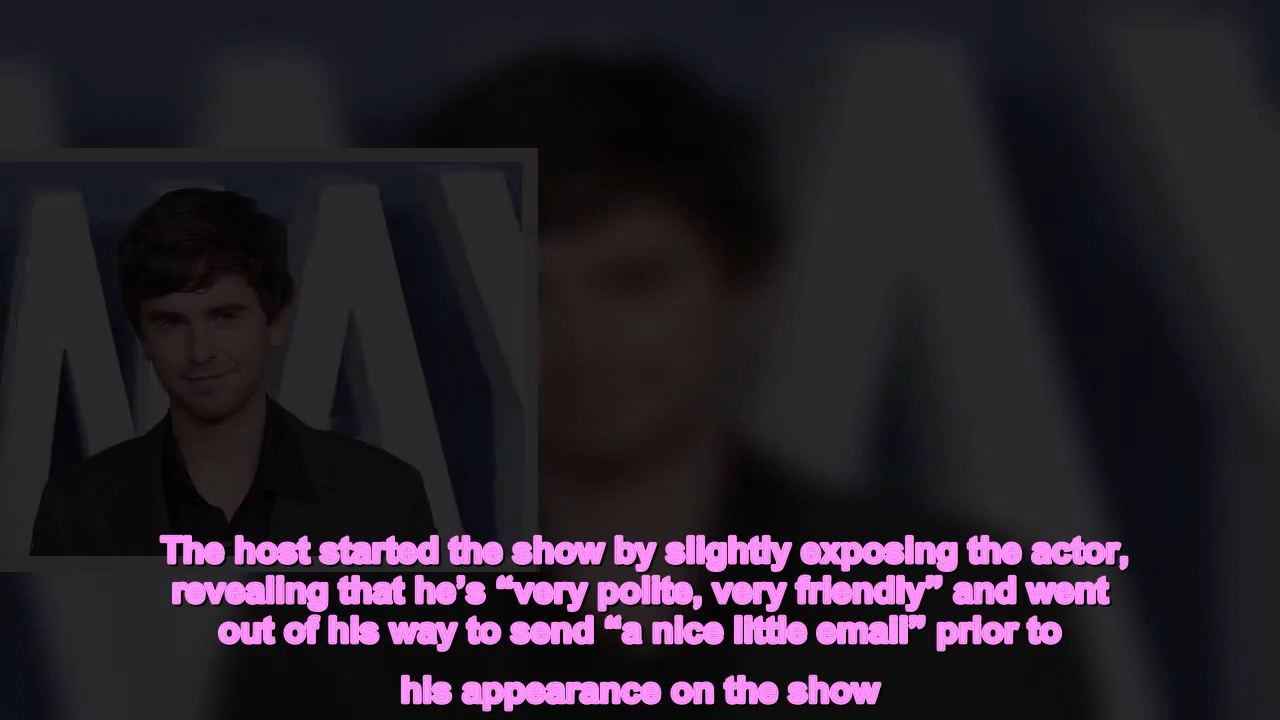 The host started the show by slightly exposing the actor,
revealing that he's “very polite, very friendly” and went
out of his way to send “a nice little email” prior to
his appearance on the show